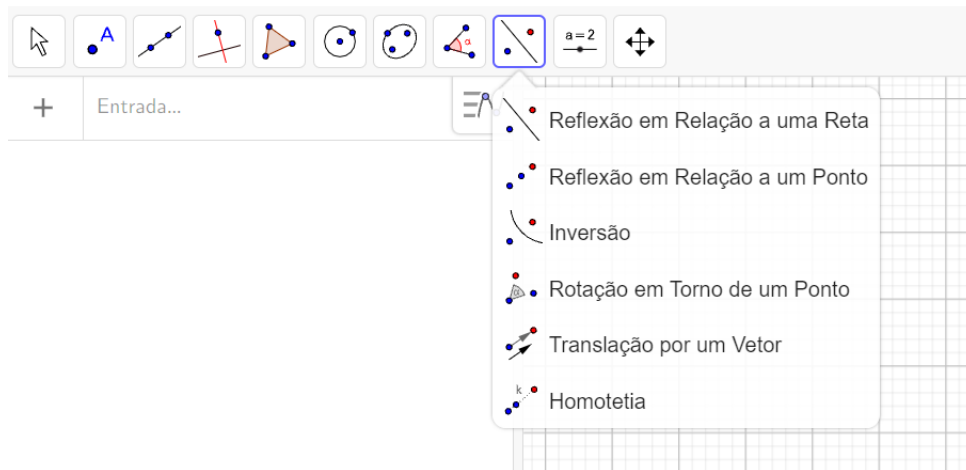 A
α
a = 2
+ Entrada...
Reflexão em Relação a uma Reta
Reflexão em Relação a um Ponto
Inversão
α
Rotação em Torno de um Ponto
Translação por um Vetor
k
Homotetia